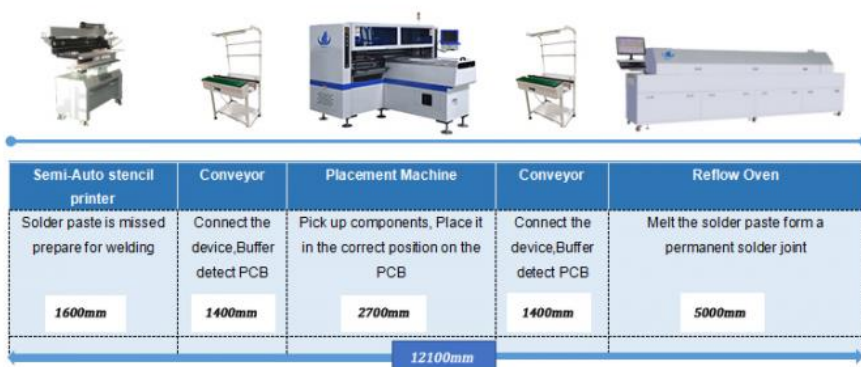 Semi-Auto stencil
printer
Conveyor
Placement Machine
Conveyor
Reflow Oven
Solder paste is missed
prepare for welding
1600mm
Connect the
device,Buffer
detect PCB
1400mm
Pick up components, Place it
in the correct position on the
PCB
2700mm
Connect the
device,Buffer
detect PCB
1400mm
Melt the solder paste form a
permanent solder joint
5000mm
12100mm